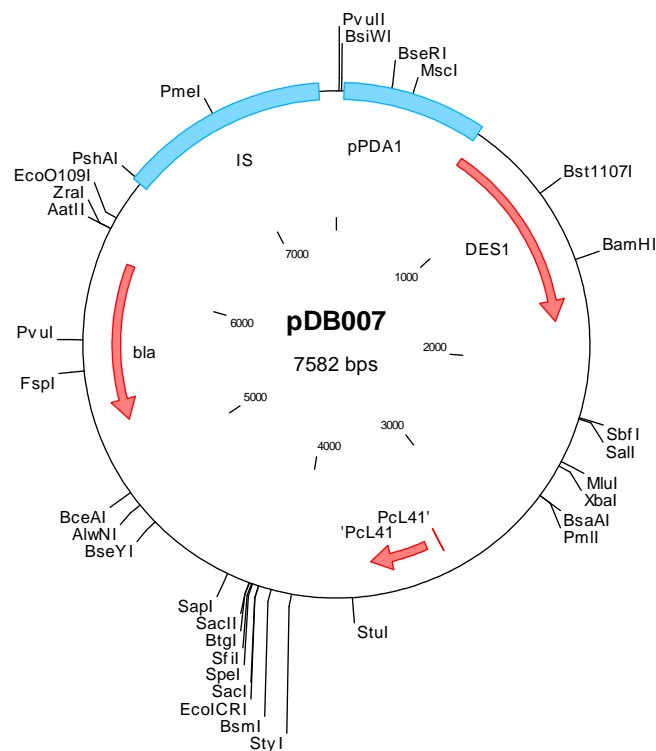 PvuII
BsiWI
BseRI
MscI
PmeI
PshAI
EcoO109I
ZraI
AatII
IS
pPDA1
Bst1107I
DES1
BamHI
7000
1000
pDB007
7582 bps
6000
2000
PvuI
bla
FspI
5000
3000
4000
SbfI
SalI
MluI
XbaI
PcL41'
'PcL41
BsaAI
PmlI
BceAI
AlwNI
BseYI
SapI
SacII
BtgI
SfiI
SpeI
SacI
EcoICRI
BsmI
StyI
StuI